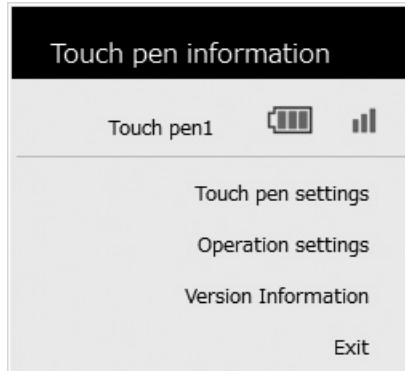 Touch pen information
Touch pen1
Touch pen settings
Operation settings
Version Information
Exit